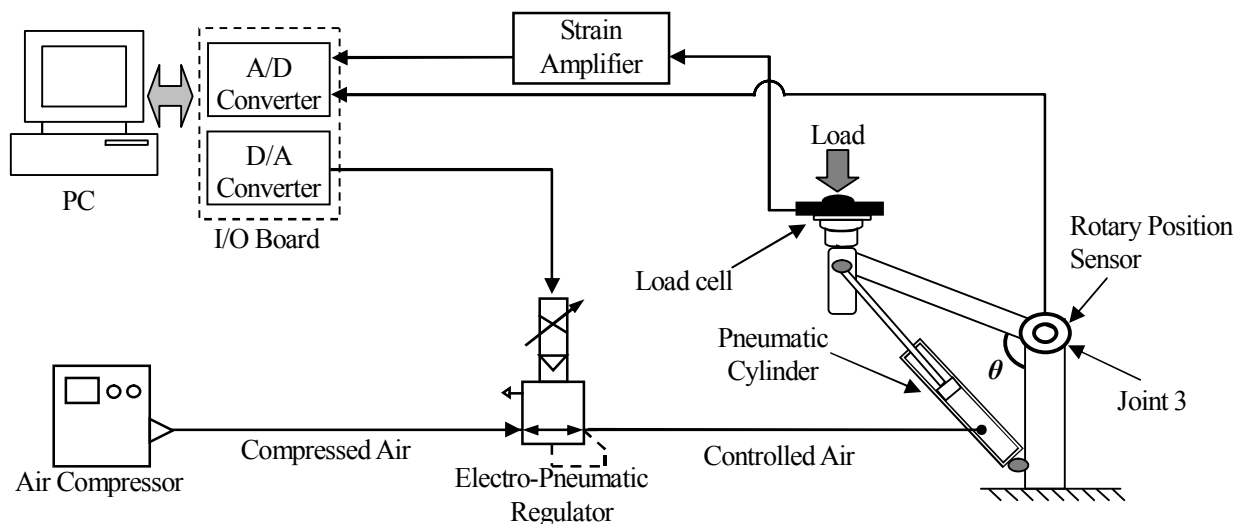 Strain
Amplifier
A/D
Converter
D/A
Converter
PC
I/O Board
Load
Load cell
Rotary Position
Sensor
Pneumatic
Cylinder
θ
Joint 3
Compressed Air
Controlled Air
Air Compressor
Electro-Pneumatic
Regulator